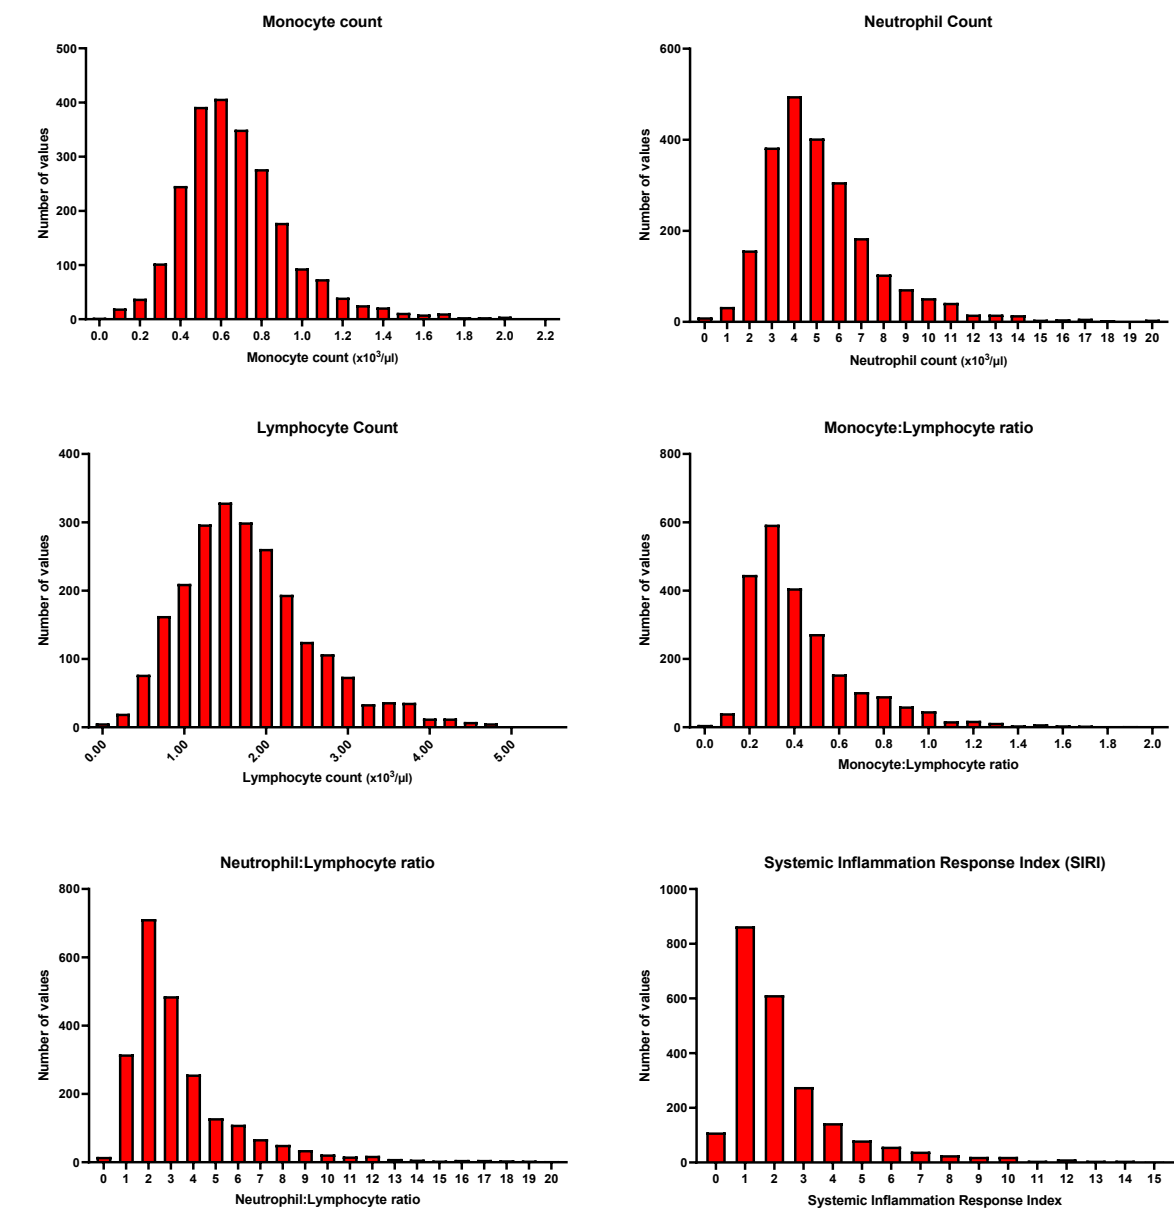 Monocyte count
Number of values
500
400
300
200
100
0
0.0 0.2 0.4 0.6 0.8 1.0 1.2 1.4 1.6 1.8 2.0 2.2
Monocyte count (x10³/µl)
Neutrophil Count
Number of values
600
400
200
0
0 1 2 3 4 5 6 7 8 9 10 11 12 13 14 15 16 17 18 19 20
Neutrophil count (x10³/µl)
Lymphocyte Count
Number of values
400
300
200
100
0
0.00 1.00 2.00 3.00 4.00 5.00
Lymphocyte count (x10³/µl)
Monocyte:Lymphocyte ratio
Number of values
800
600
400
200
0
0.0 0.2 0.4 0.6 0.8 1.0 1.2 1.4 1.6 1.8 2.0
Monocyte:Lymphocyte ratio
Neutrophil:Lymphocyte ratio
Number of values
800
600
400
200
0
0 1 2 3 4 5 6 7 8 9 10 11 12 13 14 15 16 17 18 19 20
Neutrophil:Lymphocyte ratio
Systemic Inflammation Response Index (SIRI)
Number of values
1000
800
600
400
200
0
0 1 2 3 4 5 6 7 8 9 10 11 12 13 14 15
Systemic Inflammation Response Index